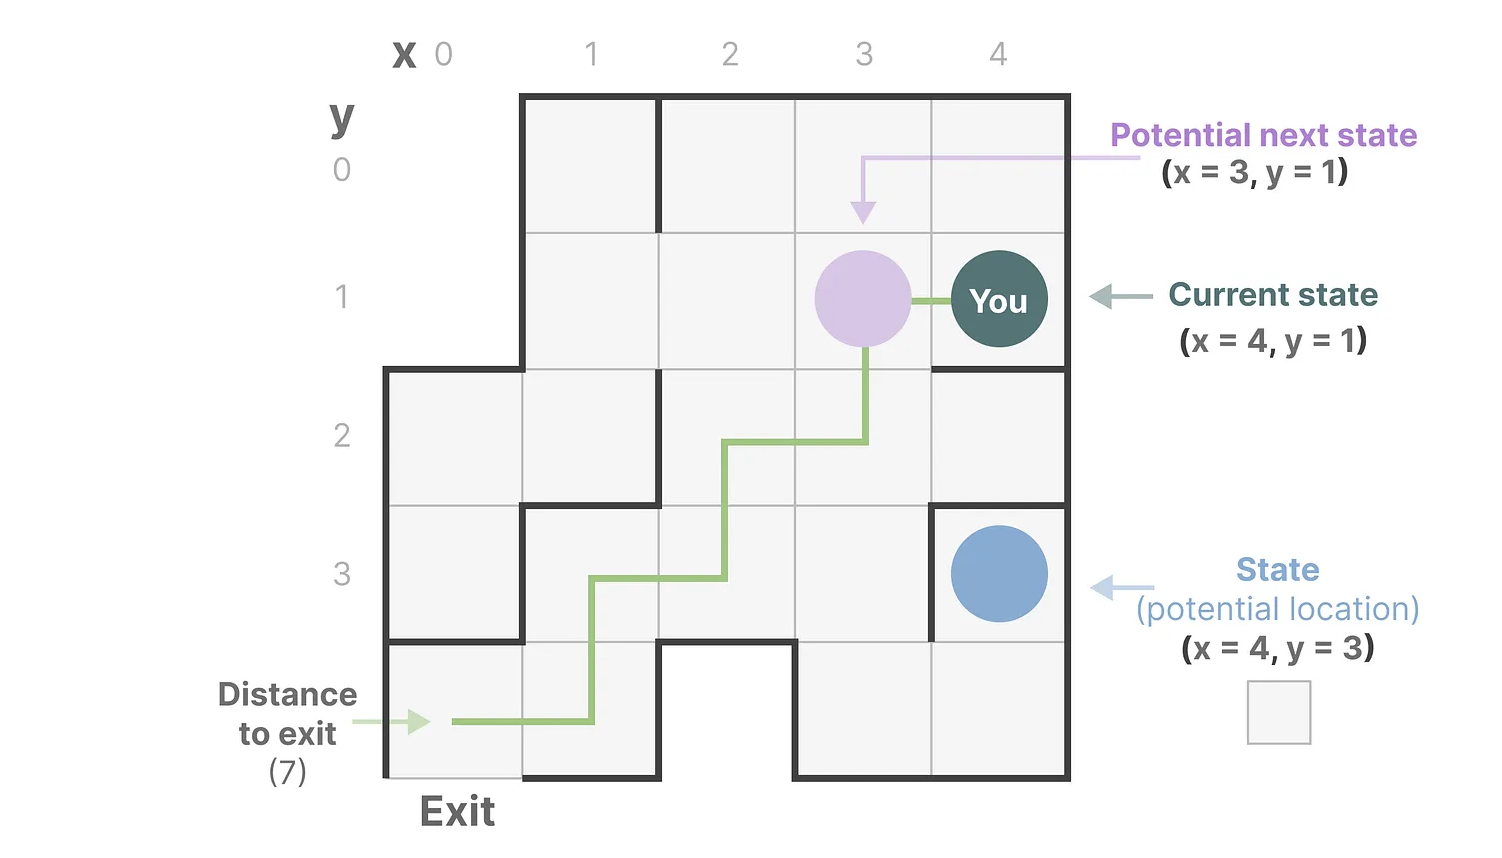 x 0 1 2 3 4
y
0
Potential next state
(x = 3, y = 1)
1
You
Current state
(x = 4, y = 1)
2
3
State
(potential location)
(x = 4, y = 3)
Distance
to exit
(7)
Exit